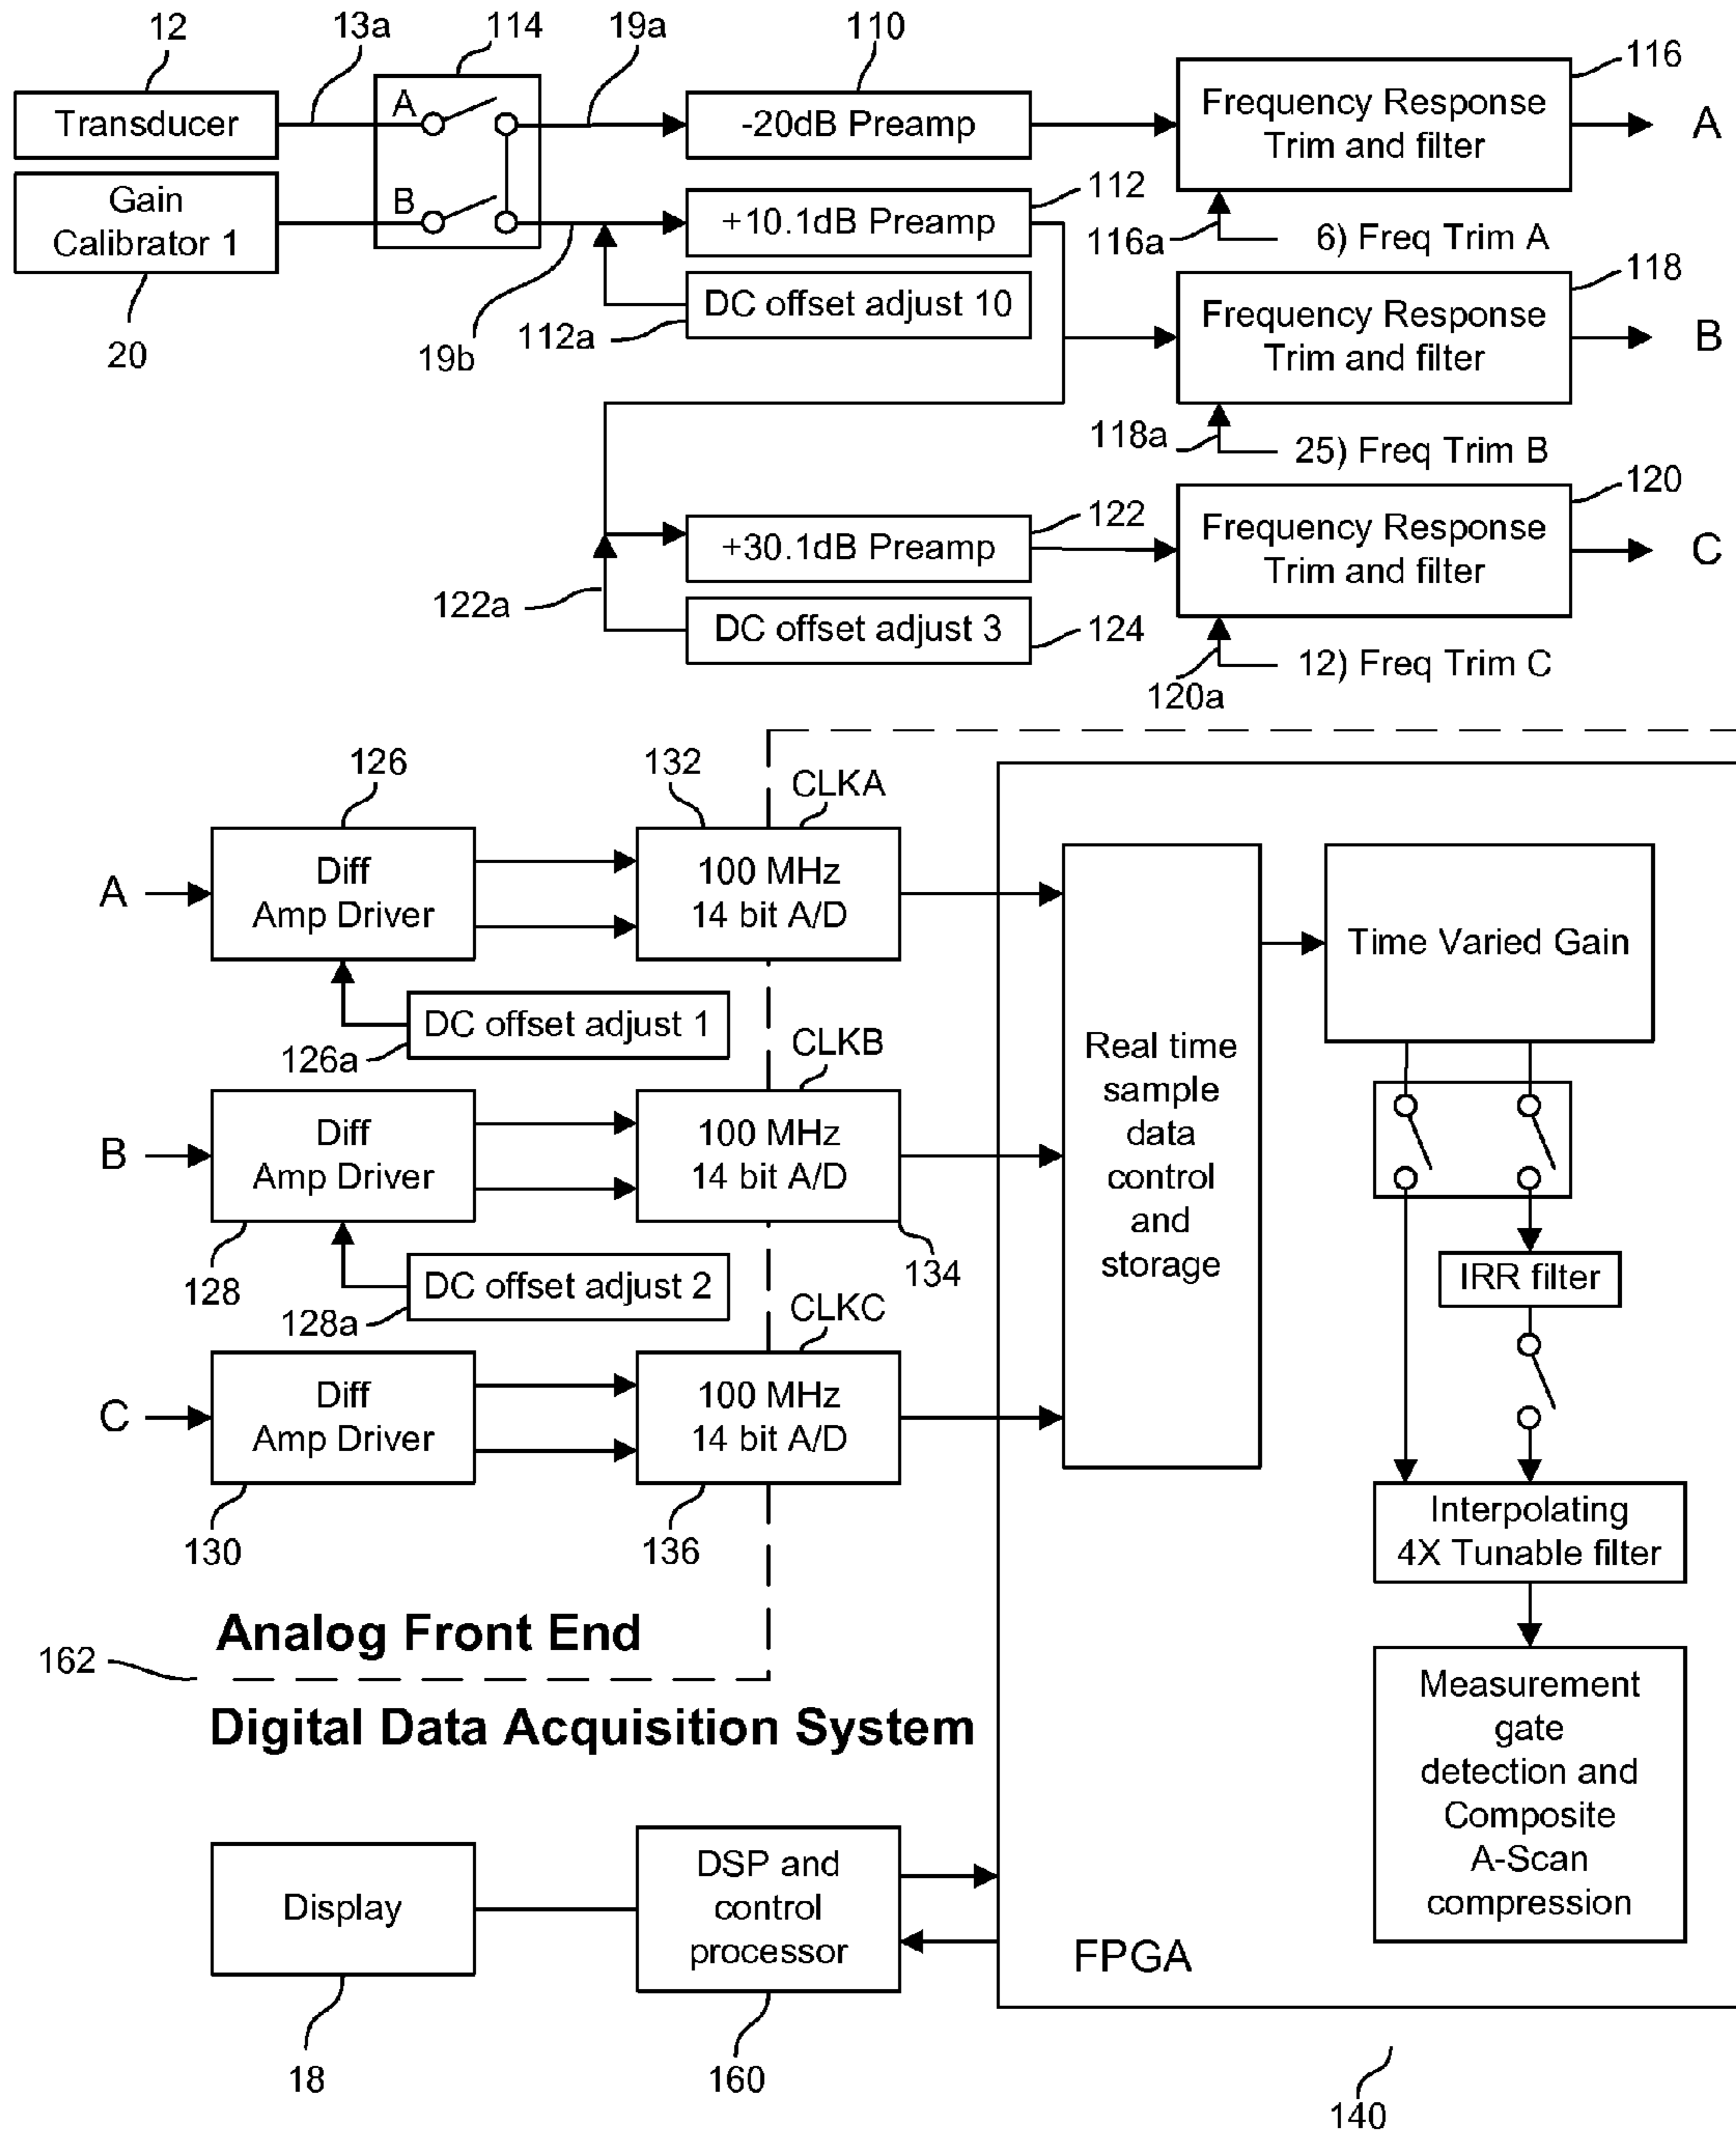 12
13a
114
19a
110
116
Transducer
A
-20dB Preamp
Frequency Response
Trim and filter
A
Gain
Calibrator 1
B
+10.1dB Preamp
112
116a
6) Freq Trim A
20
19b
112a
DC offset adjust 10
118
Frequency Response
Trim and filter
B
118a
25) Freq Trim B
122a
+30.1dB Preamp
122
120
Frequency Response
Trim and filter
C
DC offset adjust 3
124
120a
12) Freq Trim C
126
132
CLKA
A
Diff
Amp Driver
100 MHz
14 bit A/D
DC offset adjust 1
126a
CLKB
B
Diff
Amp Driver
100 MHz
14 bit A/D
128
DC offset adjust 2
128a
134
CLKC
C
Diff
Amp Driver
100 MHz
14 bit A/D
130
136
Real time
sample
data
control
and
storage
Time Varied Gain
IRR filter
Interpolating
4X Tunable filter
Measurement
gate
detection and
Composite
A-Scan
compression
Analog Front End
162
Digital Data Acquisition System
Display
DSP and
control
processor
FPGA
18
160
140